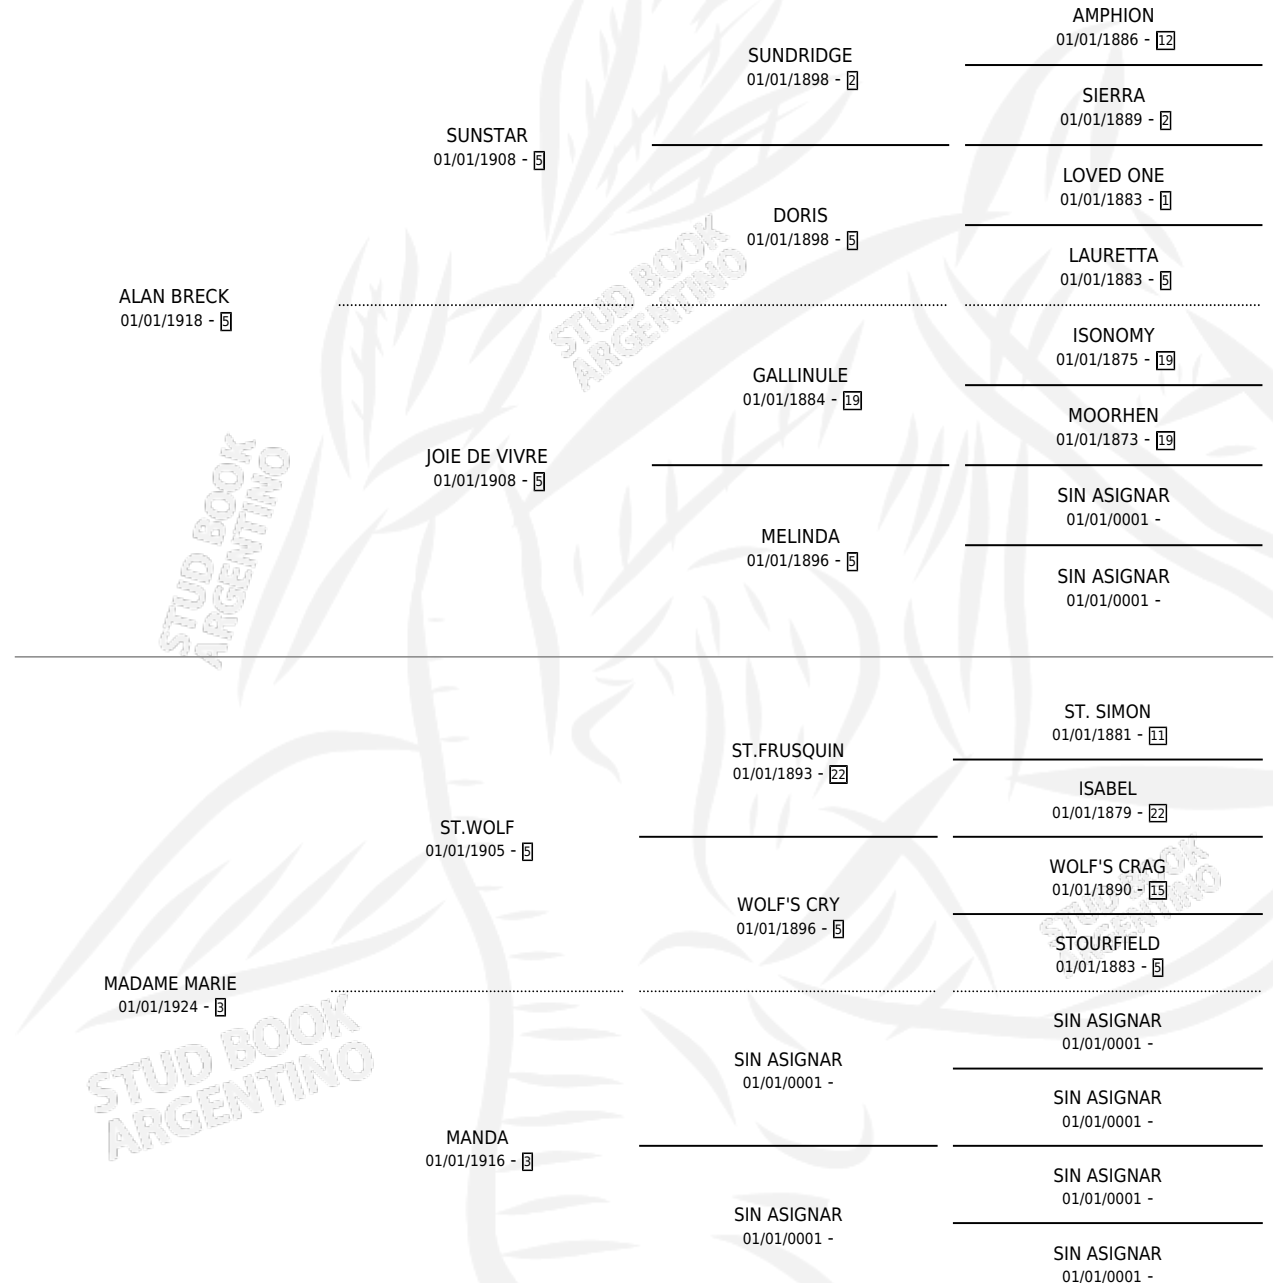 AMPHION
01/01/1886 - 12
SUNDRIDGE
01/01/1898 - 2
SIERRA
01/01/1889 - 2
SUNSTAR
01/01/1908 - 5
LOVED ONE
01/01/1883 - 1
DORIS
01/01/1898 - 5
LAURETTA
01/01/1883 - 5
ALAN BRECK
01/01/1918 - 5
ISONOMY
01/01/1875 - 19
GALLINULE
01/01/1884 - 19
MOORHEN
01/01/1873 - 19
JOIE DE VIVRE
01/01/1908 - 5
SIN ASIGNAR
01/01/0001 -
MELINDA
01/01/1896 - 5
SIN ASIGNAR
01/01/0001 -
ST. SIMON
01/01/1881 - 11
ST.FRUSQUIN
01/01/1893 - 22
ISABEL
01/01/1879 - 22
ST.WOLF
01/01/1905 - 5
WOLF'S CRAG
01/01/1890 - 15
WOLF'S CRY
01/01/1896 - 5
STOURFIELD
01/01/1883 - 5
MADAME MARIE
01/01/1924 - 3
SIN ASIGNAR
01/01/0001 -
SIN ASIGNAR
01/01/0001 -
SIN ASIGNAR
01/01/0001 -
MANDA
01/01/1916 - 3
SIN ASIGNAR
01/01/0001 -
SIN ASIGNAR
01/01/0001 -
SIN ASIGNAR
01/01/0001 -
STUD BOOK
ARGENTINO
STUD BOOK
ARGENTINO
STUD BOOK
ARGENTINO
STUD BOOK
ARGENTINO